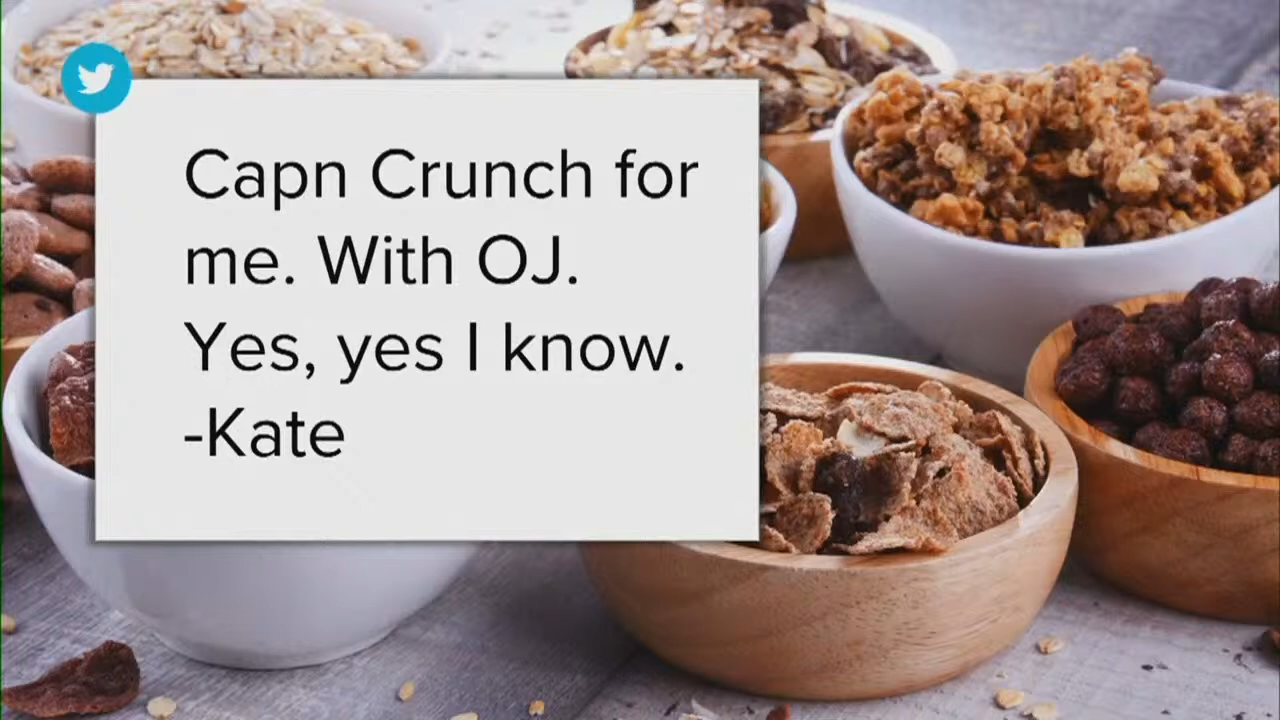 Capn Crunch for
me. With OJ.
Yes, yes I know.
-Kate